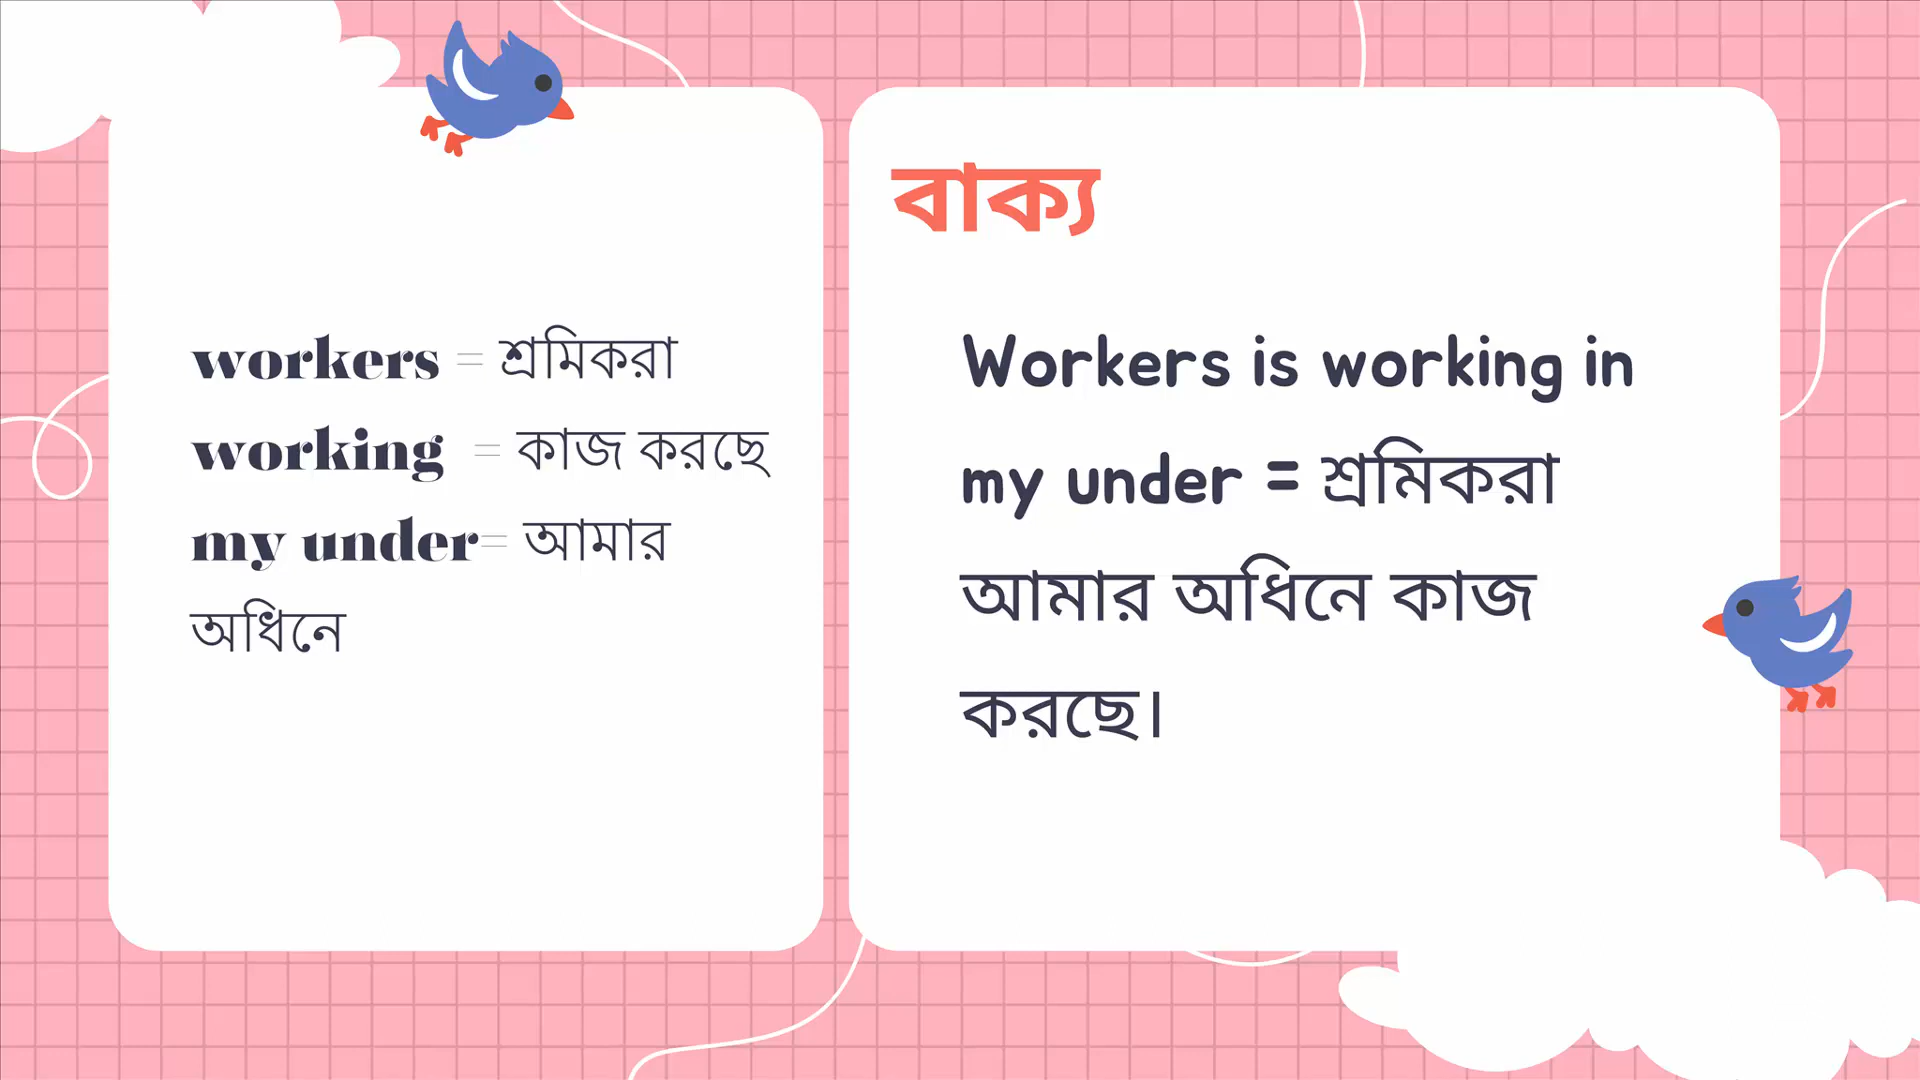 workers = শ্রমিকরা
working = কাজ করছে
my under= আমার
অধিনে
বাক্য
Workers is working in
my under = শ্রমিকরা
আমার অধিনে কাজ
করছে।